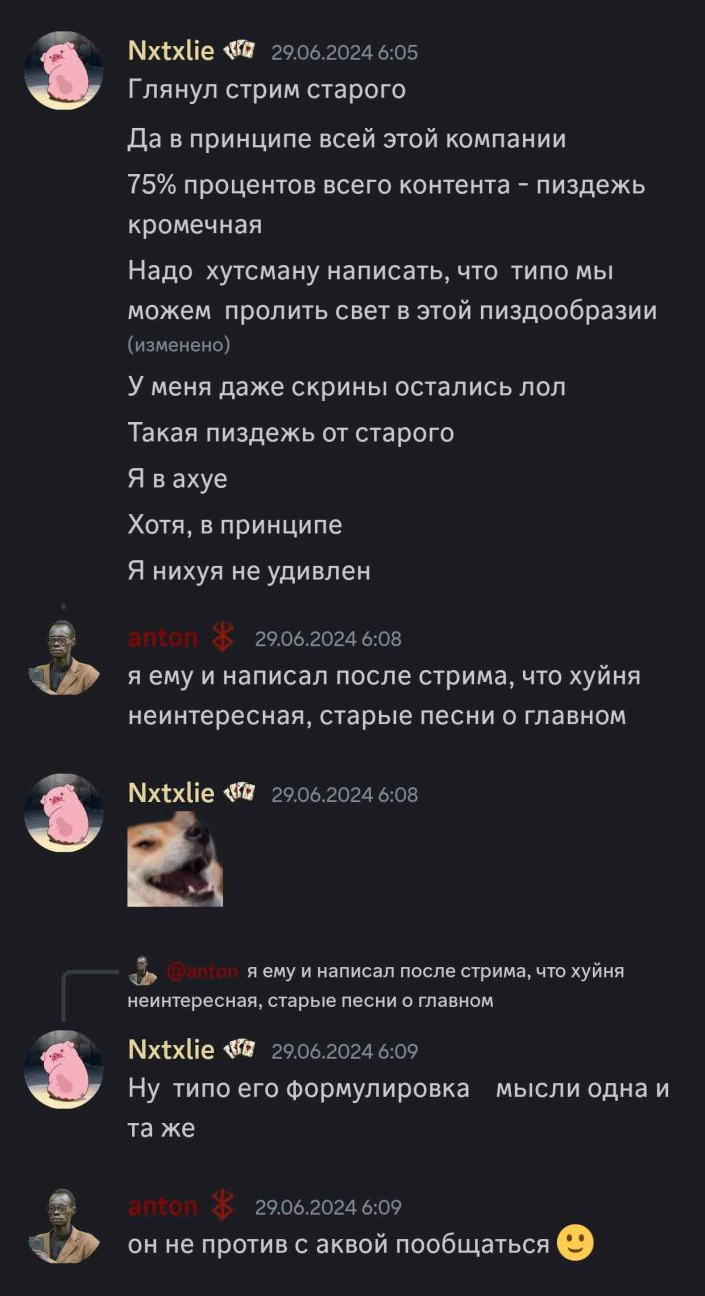 Nxtxlie 29.06.2024 6:05
Глянул стрим старого
Да в принципе всей этой компании
75% процентов всего контента - пиздежь
кромечная
Надо хутсману написать, что типо мы
можем пролить свет в этой пиздообразии
(изменено)
У меня даже скрины остались лол
Такая пиздежь от старого
Я в ахуе
Хотя, в принципе
Я нихуя не удивлен
anton 29.06.2024 6:08
я ему и написал после стрима, что хуйня
неинтересная, старые песни о главном
Nxtxlie 29.06.2024 6:08
@anton я ему и написал после стрима, что хуйня
неинтересная, старые песни о главном
Nxtxlie 29.06.2024 6:09
Ну типо его формулировка мысли одна и
та же
anton 29.06.2024 6:09
он не против с аквой пообщаться